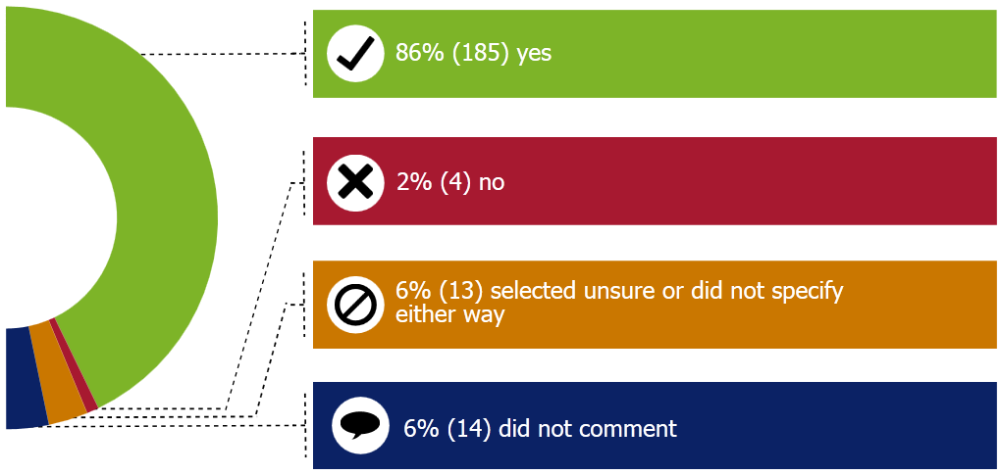 86% (185) yes
2% (4) no
6% (13) selected unsure or did not specify
either way
6% (14) did not comment